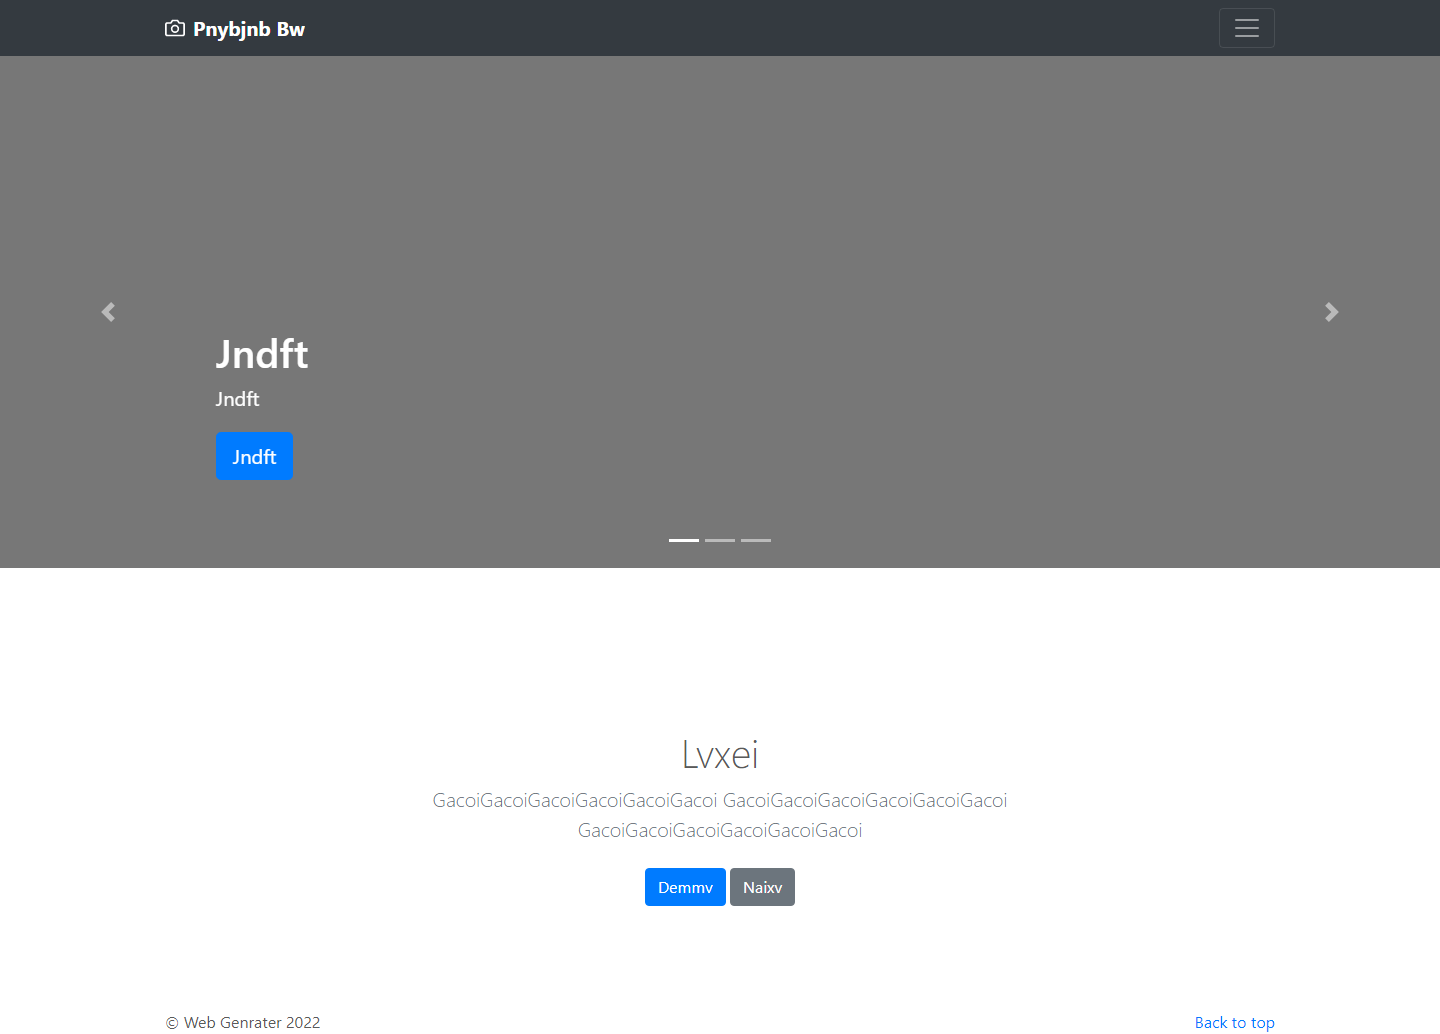 Pnybjnb Bw
Jndft
Jndft
Jndft
Lvxei
GacoiGacoiGacoiGacoiGacoiGacoi GacoiGacoiGacoiGacoiGacoiGacoi
GacoiGacoiGacoiGacoiGacoiGacoi
Demmv Naixv
© Web Genrater 2022 Back to top